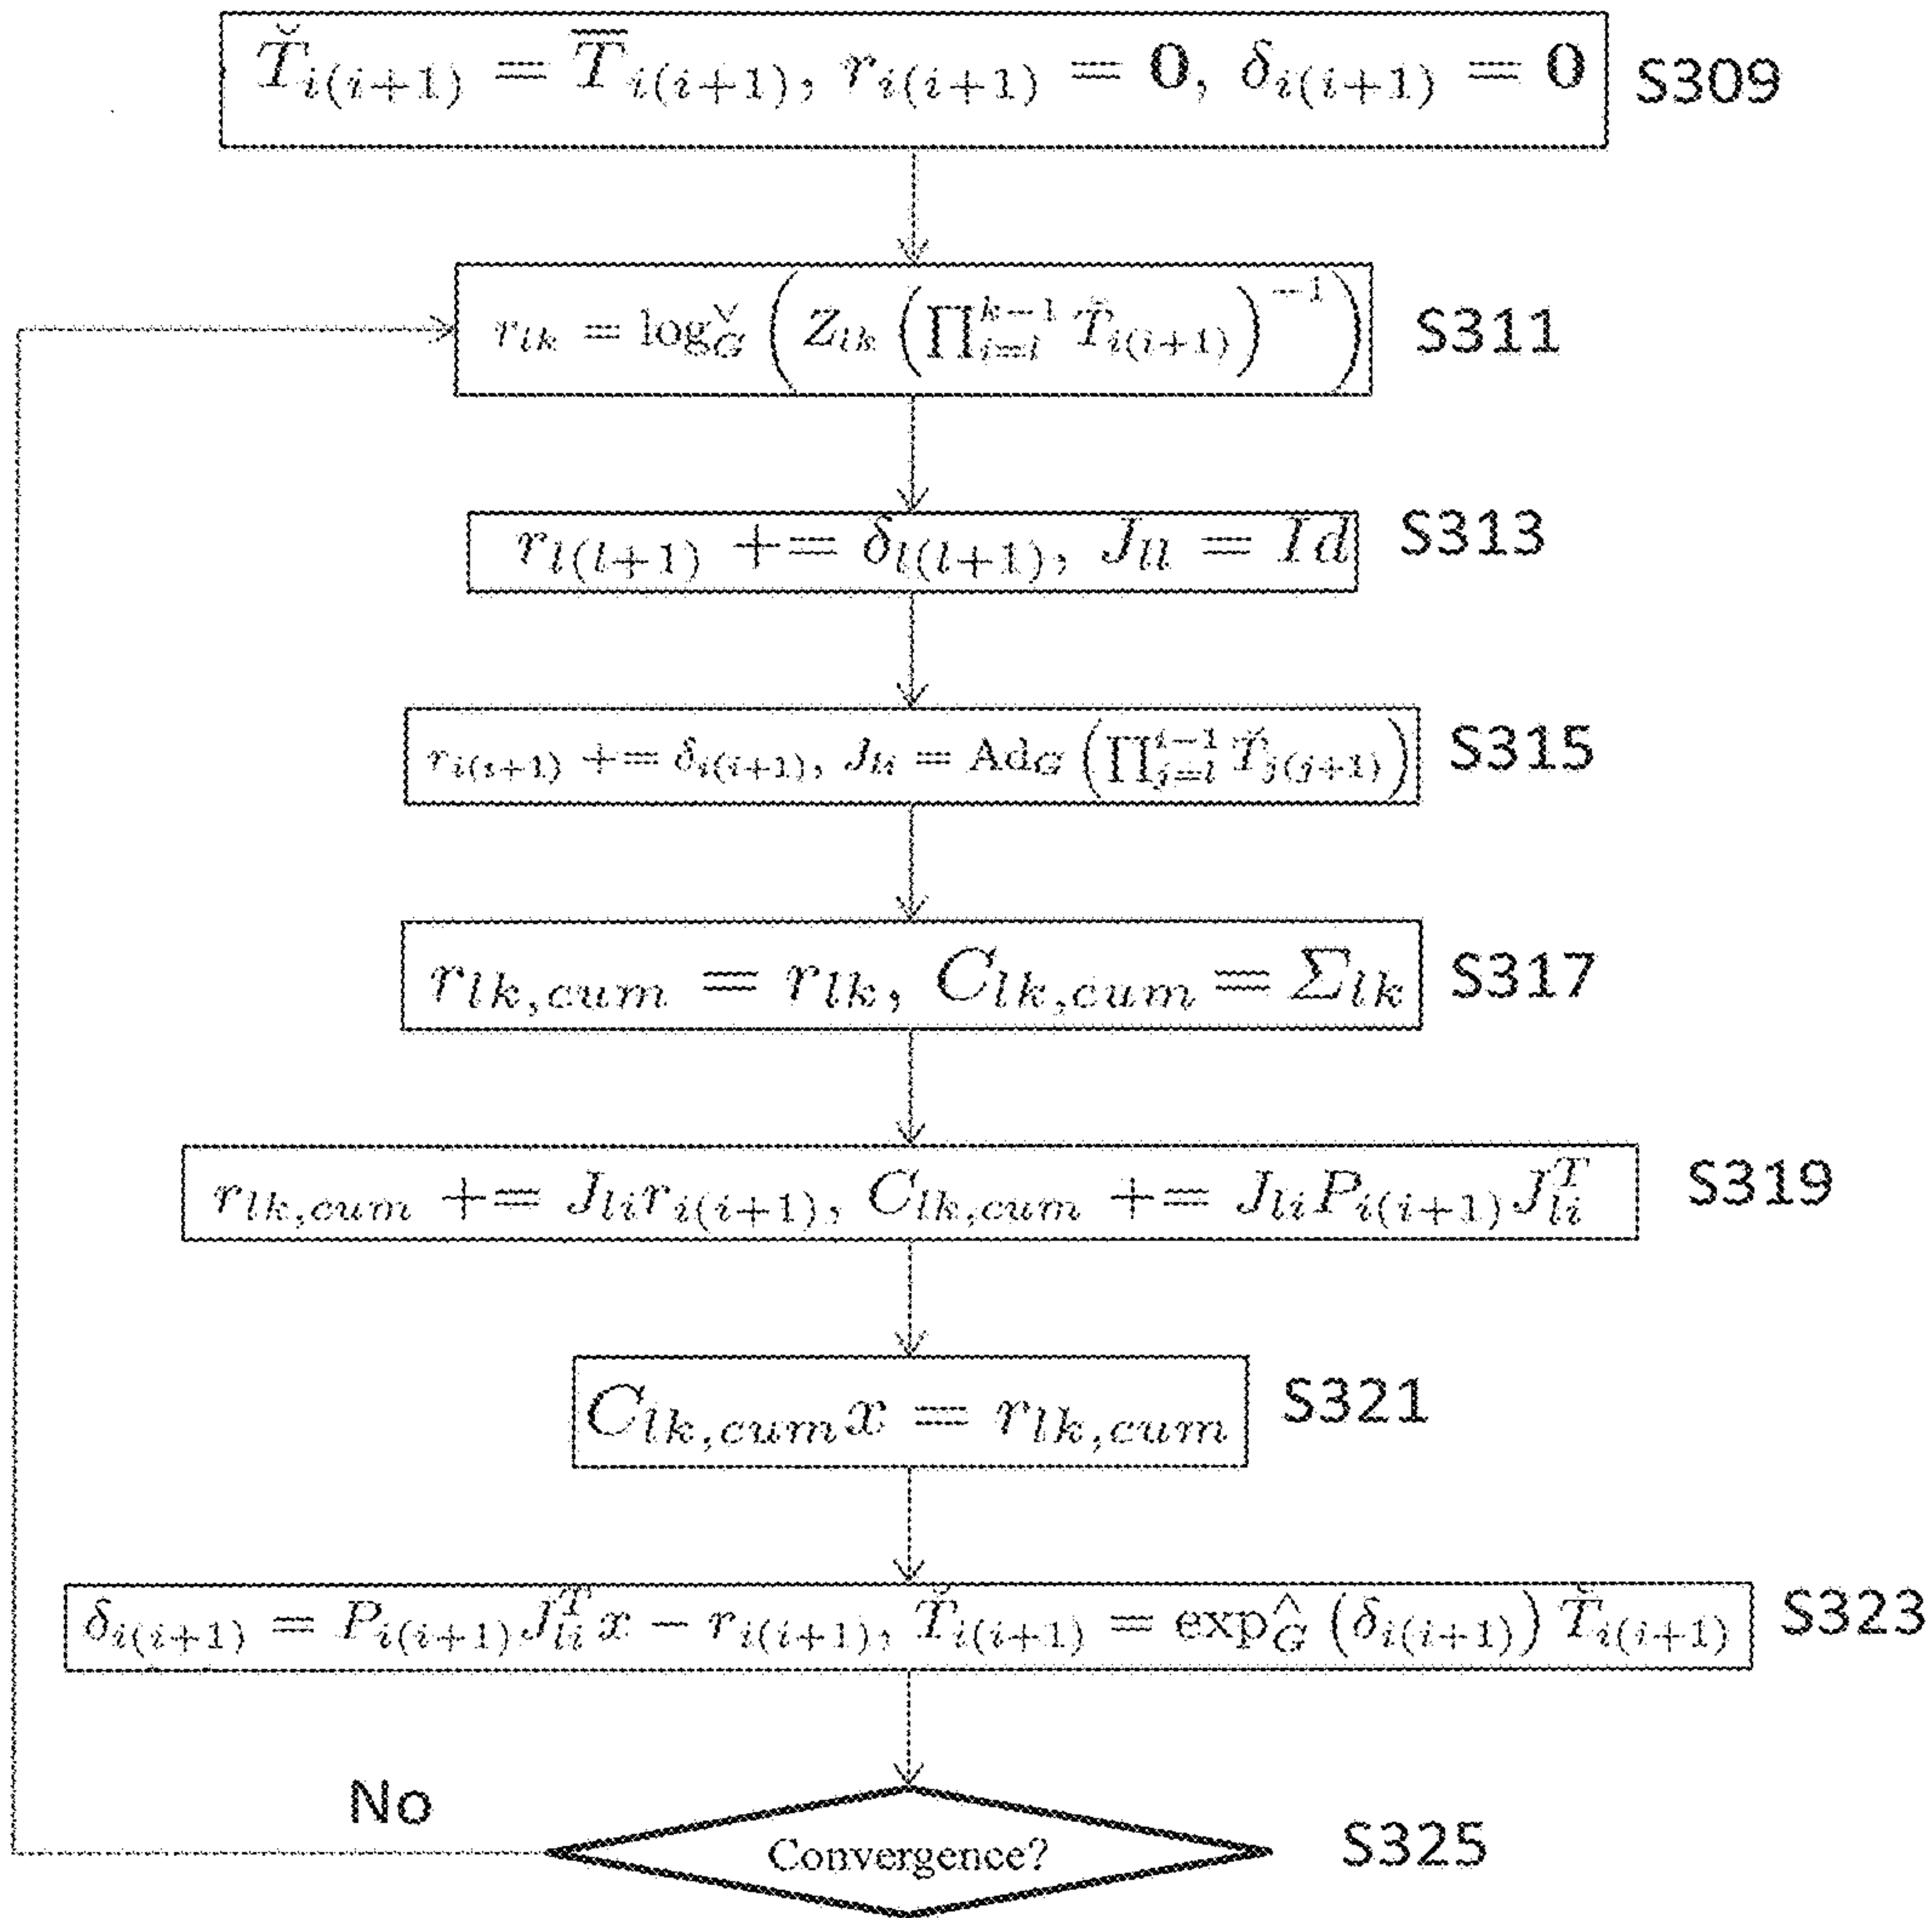 Ť_{i(i+1)} = T̅_{i(i+1)}, r_{i(i+1)} = 0, δ_{i(i+1)} = 0 S309
r_{lk} = log^∨_G ( Z_{lk} ( ∏_{i=l}^{k−1} Ť_{i(i+1)} )^{−1} ) S311
r_{l(l+1)} += δ_{l(l+1)}, J_{ll} = Id S313
r_{i(i+1)} += δ_{i(i+1)}, J_{li} = Ad_G ( ∏_{j=l}^{i−1} Ť_{j(j+1)} ) S315
r_{lk,cum} = r_{lk}, C_{lk,cum} = Σ_{lk} S317
r_{lk,cum} += J_{li} r_{i(i+1)}, C_{lk,cum} += J_{li} P_{i(i+1)} J_{li}^T S319
C_{lk,cum} x = r_{lk,cum} S321
δ_{i(i+1)} = P_{i(i+1)} J_{li}^T x − r_{i(i+1)}, Ť_{i(i+1)} = exp^∧_G (δ_{i(i+1)}) Ť_{i(i+1)} S323
No
Convergence? S325